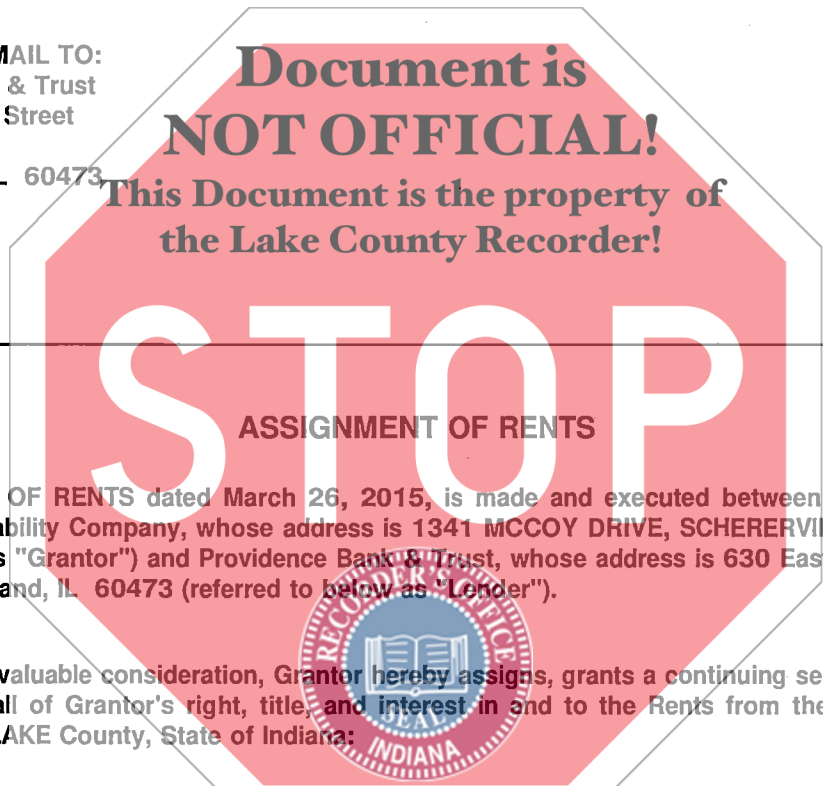 MAIL TO:
& Trust
Street
60473
Document is
NOT OFFICIAL!
This Document is the property of
the Lake County Recorder!
STOP
ASSIGNMENT OF RENTS
OF RENTS dated March 26, 2015, is made and executed between
ability Company, whose address is 1341 MCCOY DRIVE, SCHERERVIL
s "Grantor") and Providence Bank & Trust, whose address is 630 East
and, IL 60473 (referred to below as "Lender").
valuable consideration, Grantor hereby assigns, grants a continuing se
all of Grantor's right, title, and interest in and to the Rents from the
LAKE County, State of Indiana:
RECORDER'S OFFICE
SEAL
INDIANA